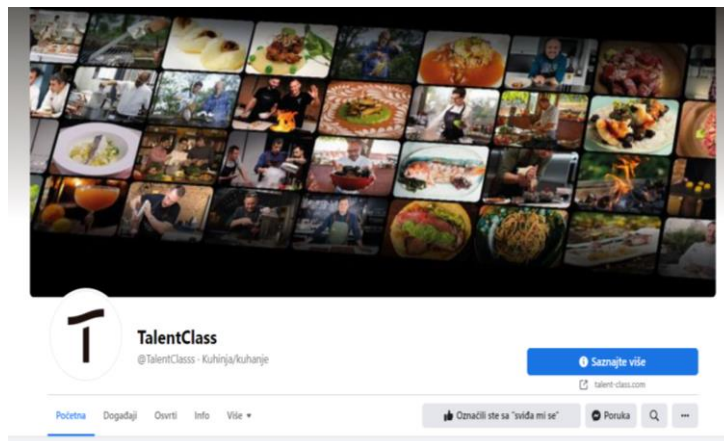 T
TalentClass
@TalentClasss · Kuhinja/kuhanje
Saznajte više
talent-class.com
Početna Događaji Osvrti Info Više
Označili ste sa "sviđa mi se" Poruka